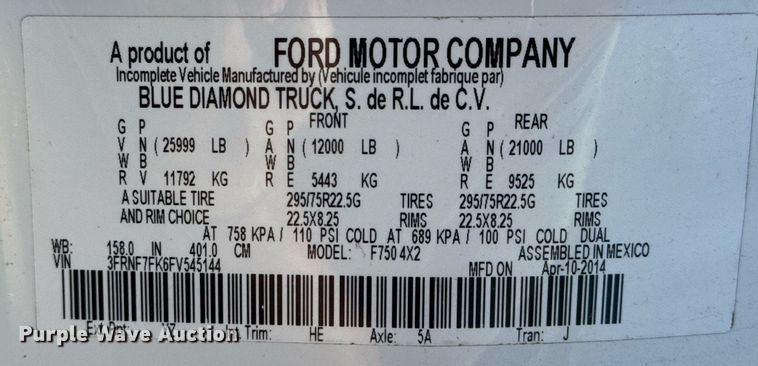 A product of FORD MOTOR COMPANY
Incomplete Vehicle Manufactured by (Vehicule incomplet fabrique par)
BLUE DIAMOND TRUCK, S. de R.L. de C.V.
G P G P FRONT G P REAR
V N ( 25999 LB ) A N ( 12000 LB ) A N ( 21000 LB )
W B W B W B
R V 11792 KG R E 5443 KG R E 9525 KG
A SUITABLE TIRE 295/75R22.5G TIRES 295/75R22.5G TIRES
AND RIM CHOICE 22.5X8.25 RIMS 22.5X8.25 RIMS
AT 758 KPA / 110 PSI COLD AT 689 KPA / 100 PSI COLD DUAL
WB: 158.0 IN 401.0 CM MODEL: F750 4X2 ASSEMBLED IN MEXICO
VIN 3FRNF7FK6FV545144 MFD ON Apr-10-2014
Int. Trim: HE Axle: 5A Tran: J
Purple Wave Auction